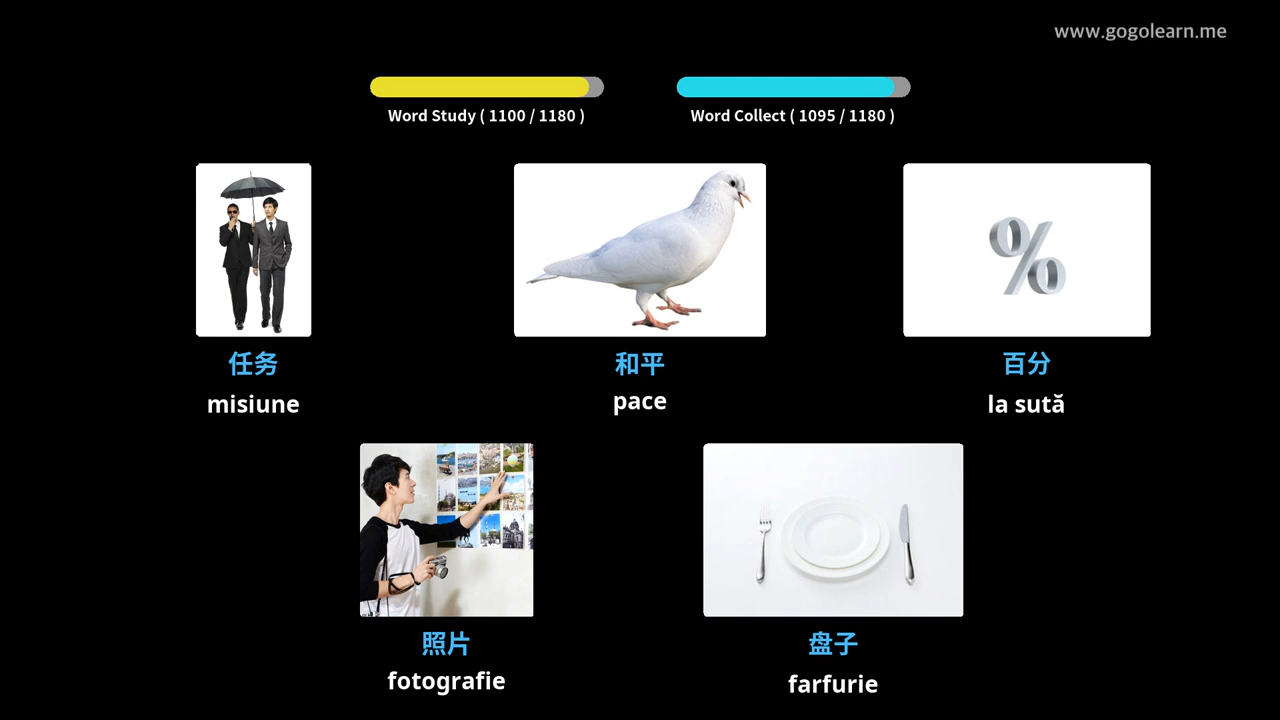 www.gogolearn.me
Word Study ( 1100 / 1180 )
Word Collect ( 1095 / 1180 )
任务
misiune
和平
pace
百分
la sută
照片
fotografie
盘子
farfurie